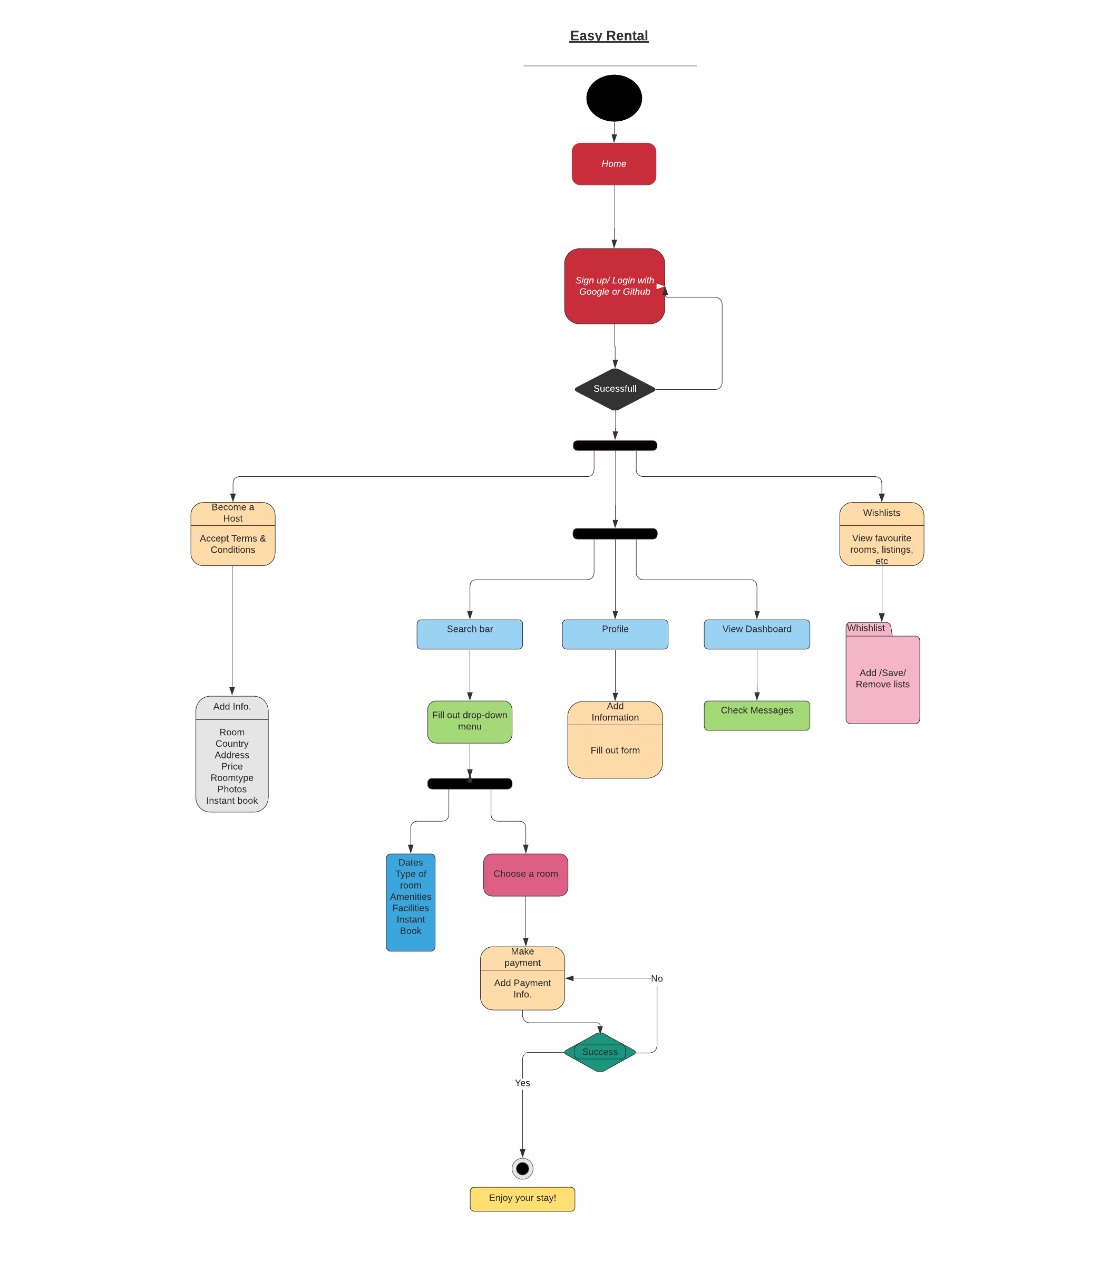 Easy Rental
Home
Sign up/ Login with
Google or Github
Sucessfull
Become a
Host
Accept Terms &
Conditions
Wishlists
View favourite
rooms, listings,
etc
Search bar
Profile
View Dashboard
Whishlist
Add /Save/
Remove lists
Add Info.
Room
Country
Address
Price
Roomtype
Photos
Instant book
Fill out drop-down
menu
Add
Information
Fill out form
Check Messages
Dates
Type of
room
Amenities
Facilities
Instant
Book
Choose a room
Make
payment
Add Payment
Info.
No
Success
Yes
Enjoy your stay!